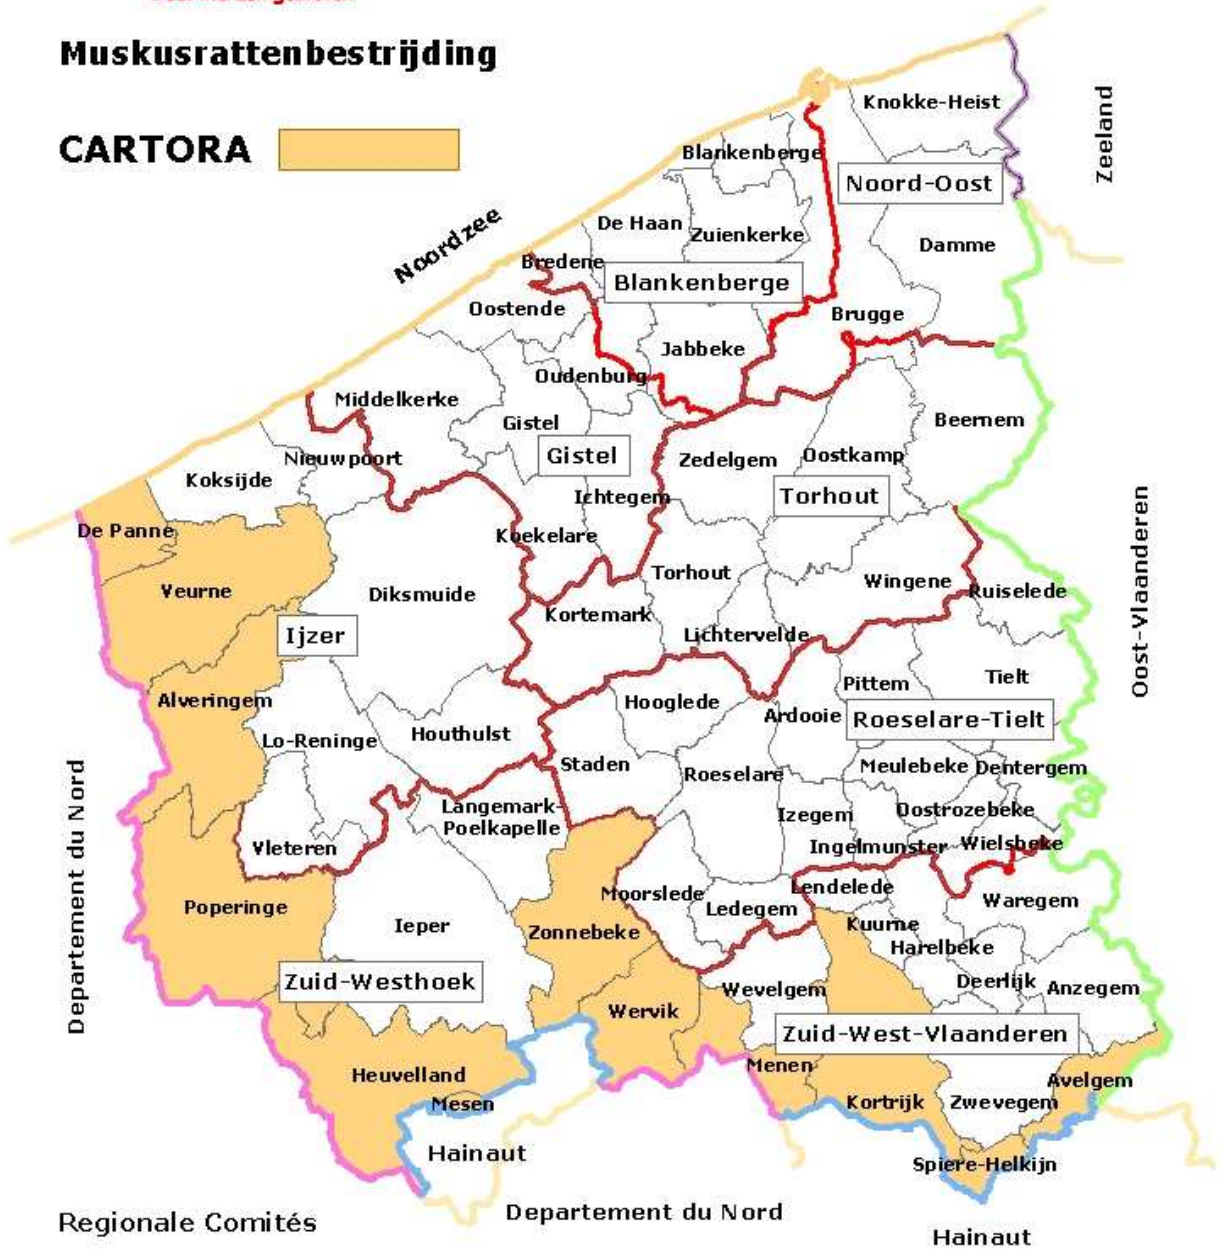 Muskusrattenbestrijding
CARTORA
Knokke-Heist
Zeeland
Blankenberge
Noord-Oost
De Haan
Zuienkerke
Damme
Noordzee
Bredene
Blankenberge
Oostende
Brugge
Jabbeke
Oudenburg
Middelkerke
Gistel
Beernem
Gistel
Nieuwpoort
Zedelgem
Oostkamp
Koksijde
Ichtegem
Torhout
De Panne
Koekelare
Oost-Vlaanderen
Veurne
Diksmuide
Torhout
Wingene
Ruiselede
Kortemark
Ijzer
Lichtervelde
Tielt
Pittem
Alveringem
Hooglede
Ardooie
Roeselare-Tielt
Lo-Reninge
Houthulst
Staden
Roeselare
Meulebeke
Dentergem
Langemark-
Poelkapelle
Izegem
Oostrozebeke
Vleteren
Ingelmunster
Wielsbeke
Departement du Nord
Moorslede
Lendelede
Waregem
Poperinge
Ledegem
Ieper
Zonnebeke
Kuurne
Harelbeke
Zuid-Westhoek
Wevelgem
Deerlijk
Anzegem
Wervik
Zuid-West-Vlaanderen
Heuvelland
Menen
Avelgem
Mesen
Kortrijk
Zwevegem
Hainaut
Spiere-Helkijn
Regionale Comités
Departement du Nord
Hainaut